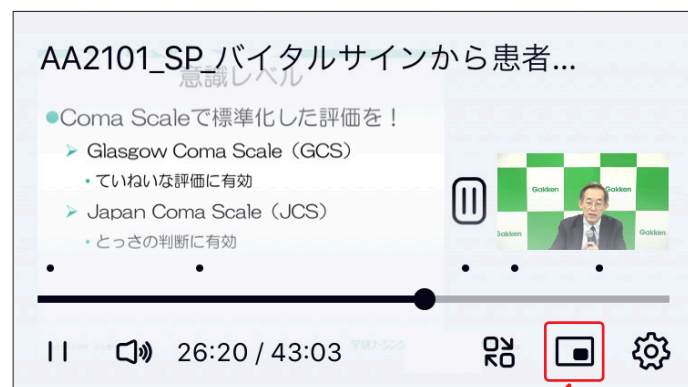 AA2101_SP_バイタルサインから患者...
意識レベル
●Coma Scaleで標準化した評価を！
➢ Glasgow Coma Scale（GCS）
・ていねいな評価に有効
➢ Japan Coma Scale（JCS）
・とっさの判断に有効
Gakken Gakken
Gakken Gakken
26:20 / 43:03